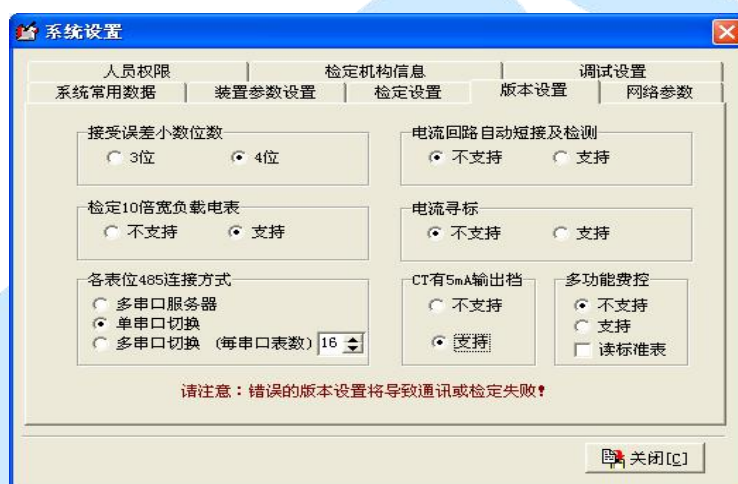 系统设置
人员权限 检定机构信息 调试设置
系统常用数据 装置参数设置 检定设置 版本设置 网络参数
接受误差小数位数
3位 4位
电流回路自动短接及检测
不支持 支持
检定10倍宽负载电表
不支持 支持
电流寻标
不支持 支持
各表位485连接方式
多串口服务器
单串口切换
多串口切换 (每串口表数) 16
CT有5mA输出档
不支持
支持
多功能费控
不支持
支持
读标准表
请注意：错误的版本设置将导致通讯或检定失败!
关闭[C]